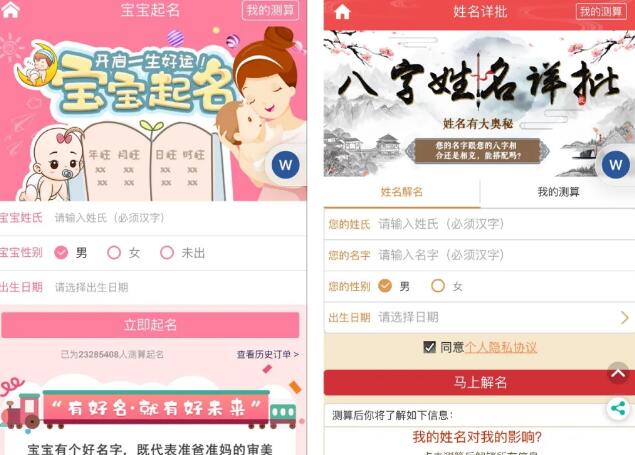 宝宝起名
我的测算
开启一生好运！
宝宝起名
年旺 月旺 日旺 时旺
xx xx xx xx
xx xx xx xx
W
宝宝姓氏 请输入姓氏（必须汉字）
宝宝性别 男 女 未出
出生日期 请选择出生日期
立即起名
已为23285408人测算起名
查看历史订单 >
“有好名·就有好未来”
宝宝有个好名字，既代表准爸准妈的审美
姓名详批
我的测算
八字姓名详批
姓名有大奥秘
您的名字跟您的八字相
合还是相克，能搭配吗？
W
姓名解名 我的测算
您的姓氏 请输入姓氏（必须汉字）
您的名字 请输入名字（必须汉字）
您的性别 男 女
出生日期 请选择日期
同意个人隐私协议
马上解名
测算后你将了解如下信息：
我的姓名对我的影响?